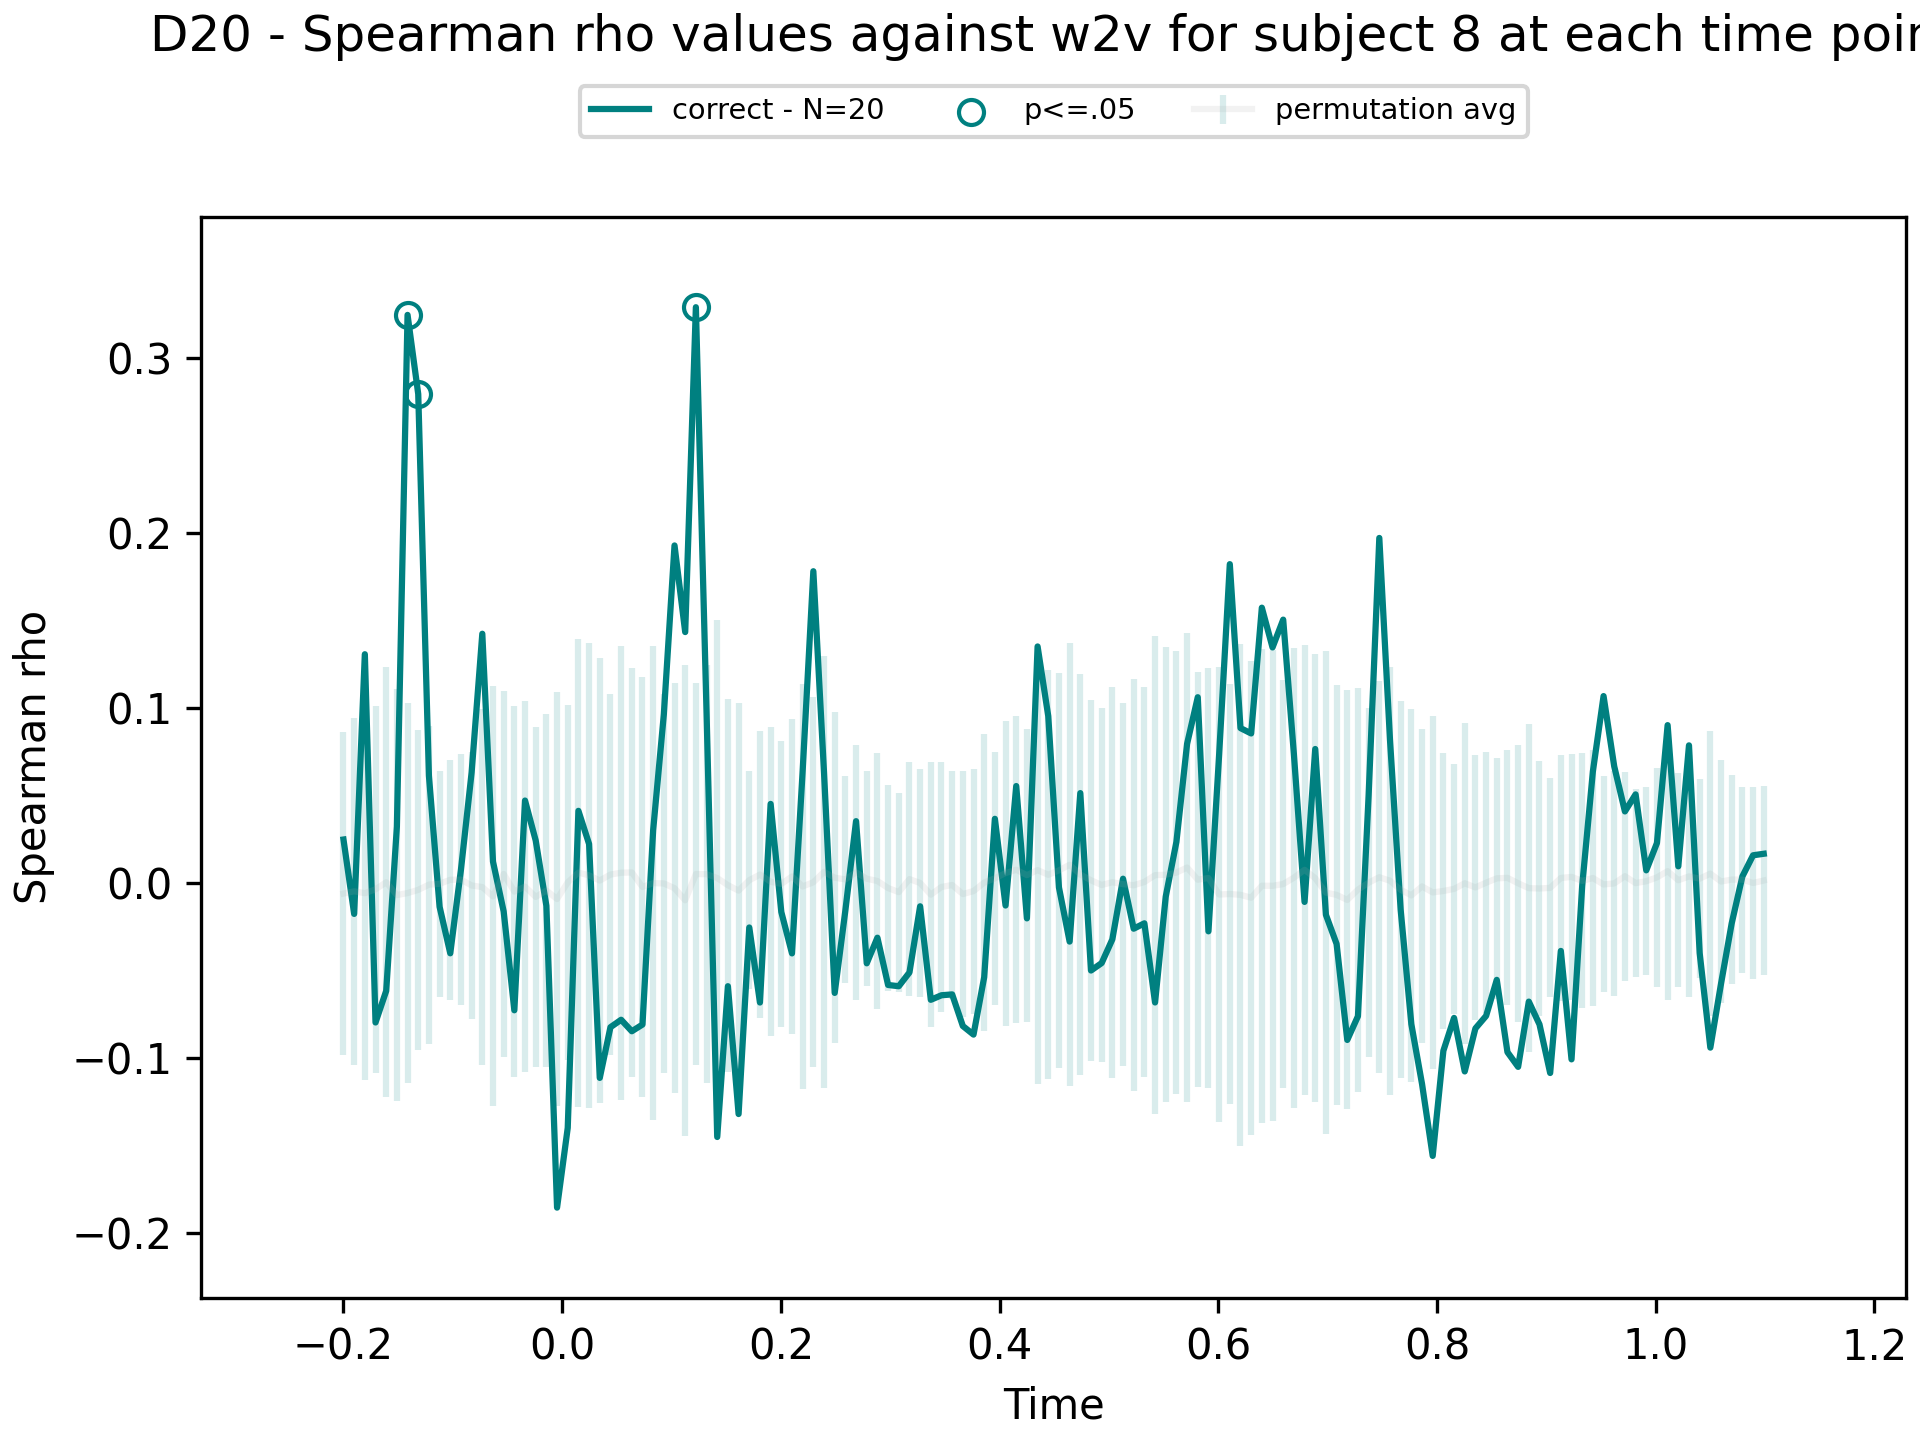 D20 - Spearman rho values against w2v for subject 8 at each time
correct - N=20 p<=.05 permutation avg
Spearman rho
0.3
0.2
0.1
0.0
−0.1
−0.2
−0.2 0.0 0.2 0.4 0.6 0.8 1.0 1.2
Time